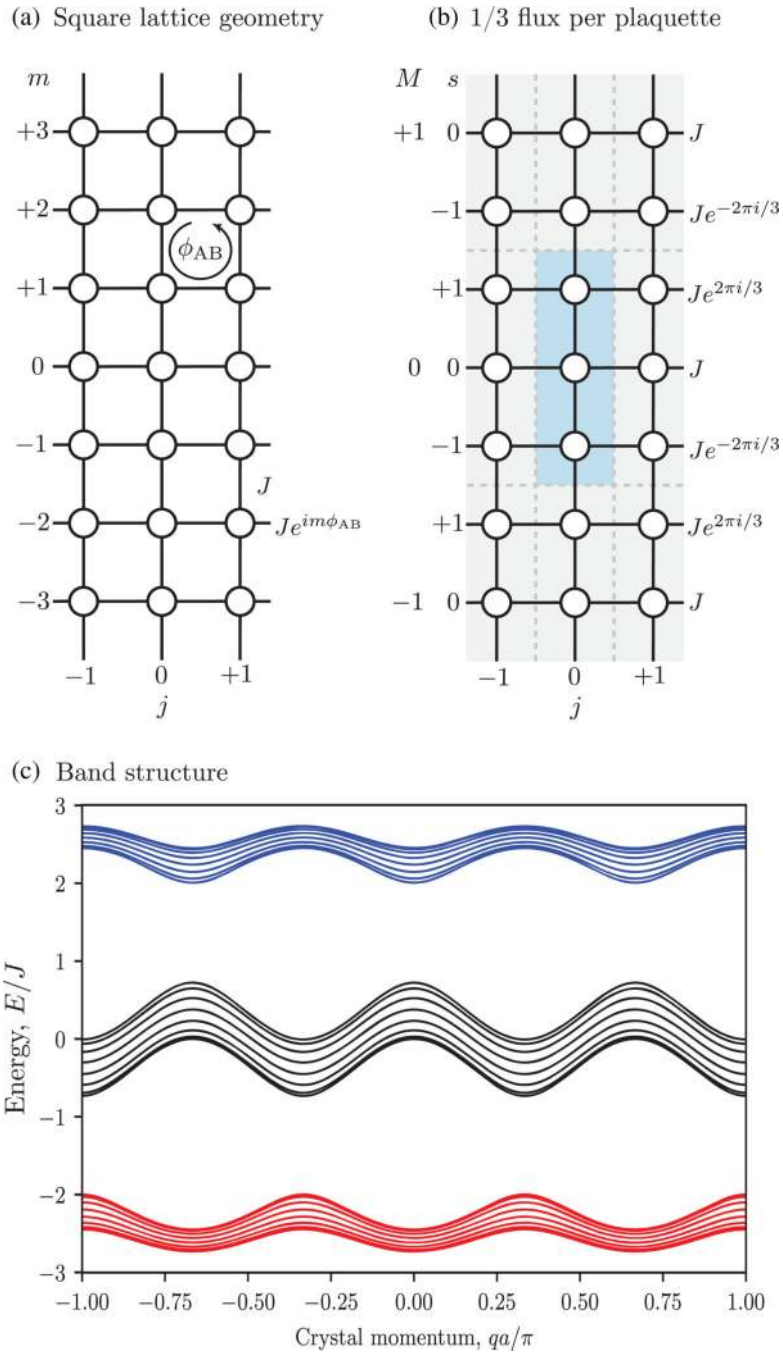 (a) Square lattice geometry
(b) 1/3 flux per plaquette
m
+3
+2
+1
0
−1
−2
−3
ϕAB
J
Je^{imϕAB}
−1 0 +1
j
M s
+1 0 J
−1 Je^{−2πi/3}
+1 Je^{2πi/3}
0 0 J
−1 Je^{−2πi/3}
+1 Je^{2πi/3}
−1 0 J
−1 0 +1
j
(c) Band structure
Energy, E/J
3
2
1
0
−1
−2
−3
−1.00 −0.75 −0.50 −0.25 0.00 0.25 0.50 0.75 1.00
Crystal momentum, qa/π